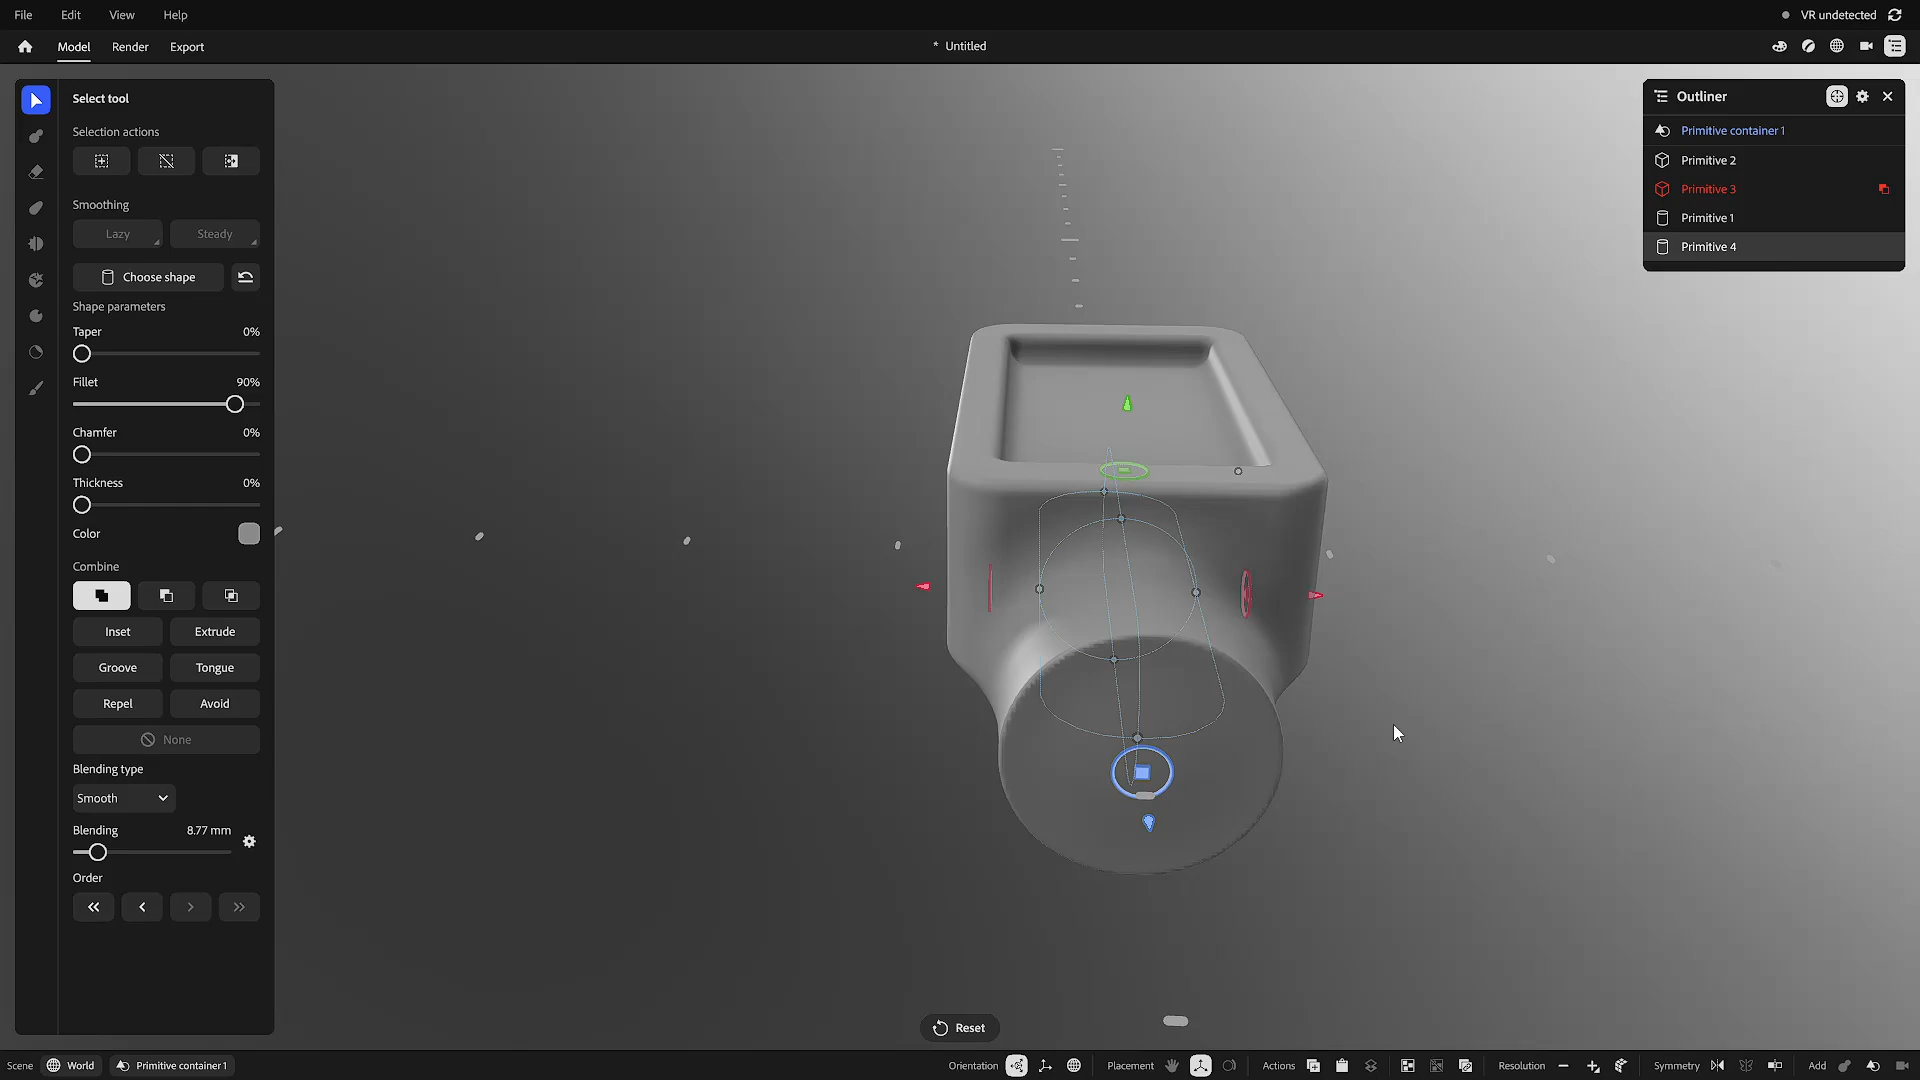 File Edit View Help
VR undetected
Model Render Export
* Untitled
Select tool
Selection actions
Smoothing
Lazy Steady
Choose shape
Shape parameters
Taper 0%
Fillet 90%
Chamfer 0%
Thickness 0%
Color
Combine
Inset Extrude
Groove Tongue
Repel Avoid
None
Blending type
Smooth
Blending 8.77 mm
Order
Outliner
Primitive container 1
Primitive 2
Primitive 3
Primitive 1
Primitive 4
Reset
Scene World Primitive container 1
Orientation Placement Actions Resolution Symmetry Add